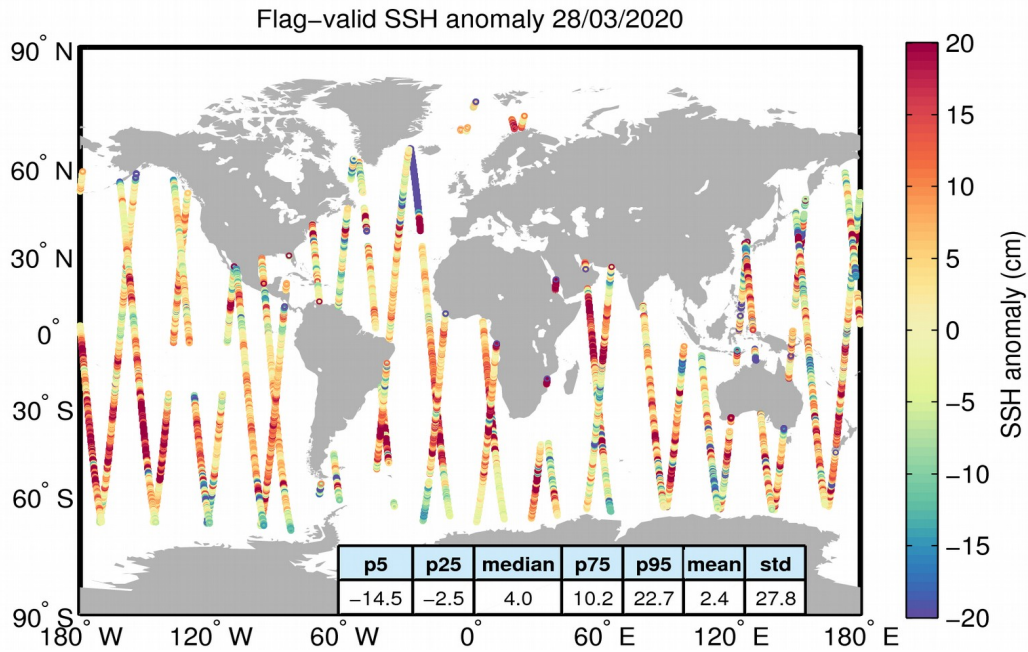 Flag−valid SSH anomaly 28/03/2020
90° N
60° N
30° N
0°
30° S
60° S
90° S
180° W
120° W
60° W
0°
60° E
120° E
180° E
p5 p25 median p75 p95 mean std
−14.5 −2.5 4.0 10.2 22.7 2.4 27.8
20
15
10
5
0
−5
−10
−15
−20
SSH anomaly (cm)